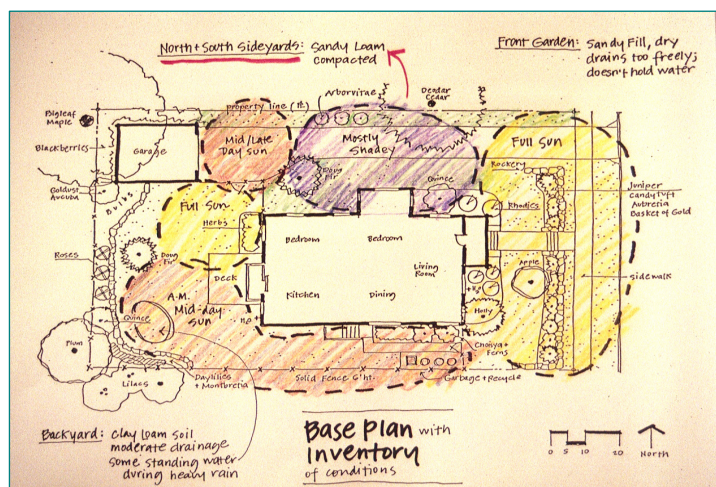 North + South Sideyards: Sandy Loam
compacted
Front Garden: Sandy Fill, dry
drains too freely;
doesn't hold water
Arborvitae
Deodar
Cedar
property line (tl.)
Bigleaf
Maple
Blackberries
Garage
Mid/Late
Day Sun
Mostly
Shadey
Full Sun
Doug
Fir
Rockery
Goldust
Aucuba
Bulbs
Full Sun
Quince
Juniper
Candytuft
Aubretia
Basket of Gold
Rhodies
Herbs
Bedroom
Bedroom
Roses
Doug
Fir
Deck
Living
Room
Apple
sidewalk
A.M.
Mid-day
Sun
Kitchen
Dining
Quince
Holly
Plum
Choisya +
Ferns
Daylilies
+ Montbretia
Solid Fence 6' ht.
Garbage + Recycle
Lilacs
Backyard: clay loam soil
moderate drainage
some standing water
during heavy rain
Base Plan with
Inventory
of conditions
0 5 10 20
North